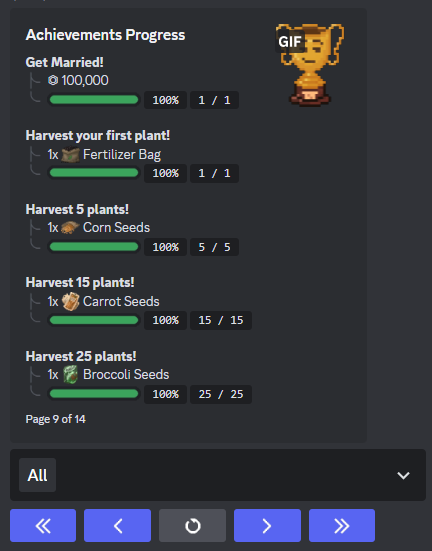 Achievements Progress
GIF
Get Married!
100,000
100% 1 / 1
Harvest your first plant!
1x Fertilizer Bag
100% 1 / 1
Harvest 5 plants!
1x Corn Seeds
100% 5 / 5
Harvest 15 plants!
1x Carrot Seeds
100% 15 / 15
Harvest 25 plants!
1x Broccoli Seeds
100% 25 / 25
Page 9 of 14
All